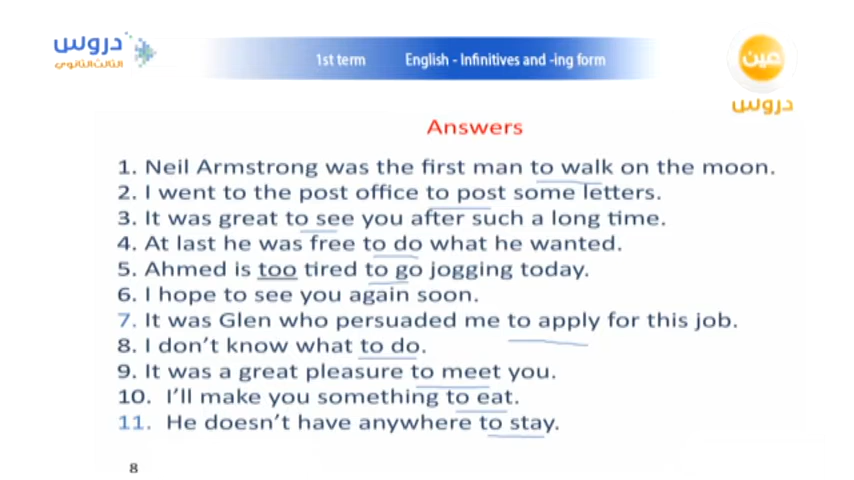 دروس
الثالث الثانوي
1st term English - Infinitives and -ing form
عين
دروس
Answers
1. Neil Armstrong was the first man to walk on the moon.
2. I went to the post office to post some letters.
3. It was great to see you after such a long time.
4. At last he was free to do what he wanted.
5. Ahmed is too tired to go jogging today.
6. I hope to see you again soon.
7. It was Glen who persuaded me to apply for this job.
8. I don't know what to do.
9. It was a great pleasure to meet you.
10. I'll make you something to eat.
11. He doesn't have anywhere to stay.
8